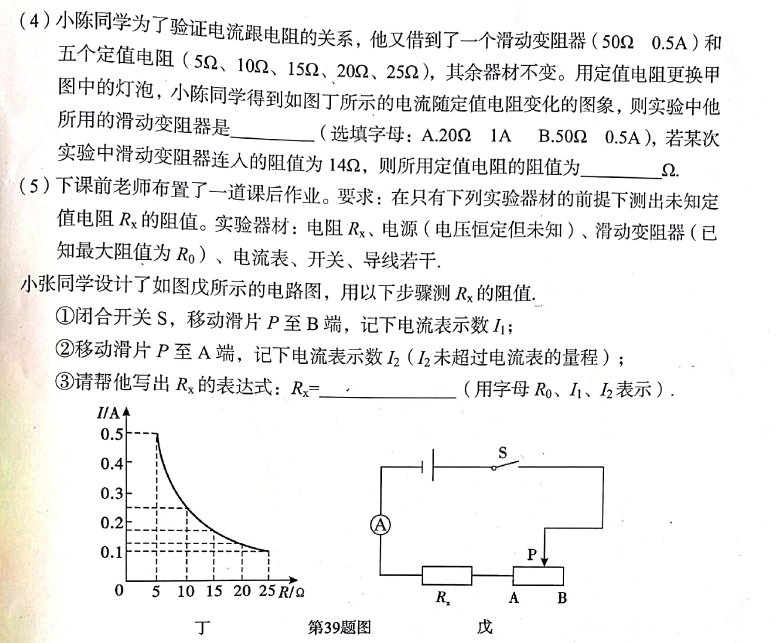 (4)小陈同学为了验证电流跟电阻的关系，他又借到了一个滑动变阻器(50Ω 0.5A)和
五个定值电阻(5Ω、10Ω、15Ω、20Ω、25Ω)，其余器材不变。用定值电阻更换甲
图中的灯泡，小陈同学得到如图丁所示的电流随定值电阻变化的图象，则实验中他
所用的滑动变阻器是________(选填字母：A.20Ω 1A B.50Ω 0.5A)，若某次
实验中滑动变阻器连入的阻值为14Ω，则所用定值电阻的阻值为________Ω.
(5)下课前老师布置了一道课后作业。要求：在只有下列实验器材的前提下测出未知定
值电阻Rx的阻值。实验器材：电阻Rx、电源(电压恒定但未知)、滑动变阻器(已
知最大阻值为R0)、电流表、开关、导线若干.
小张同学设计了如图戊所示的电路图，用以下步骤测Rx的阻值.
①闭合开关S，移动滑片P至B端，记下电流表示数I1；
②移动滑片P至A端，记下电流表示数I2(I2未超过电流表的量程)；
③请帮他写出Rx的表达式：Rx=____________(用字母R0、I1、I2表示).
I/A
0.5
0.4
0.3
0.2
0.1
0 5 10 15 20 25 R/Ω
丁
S
A
P
Rx A B
戊
第39题图